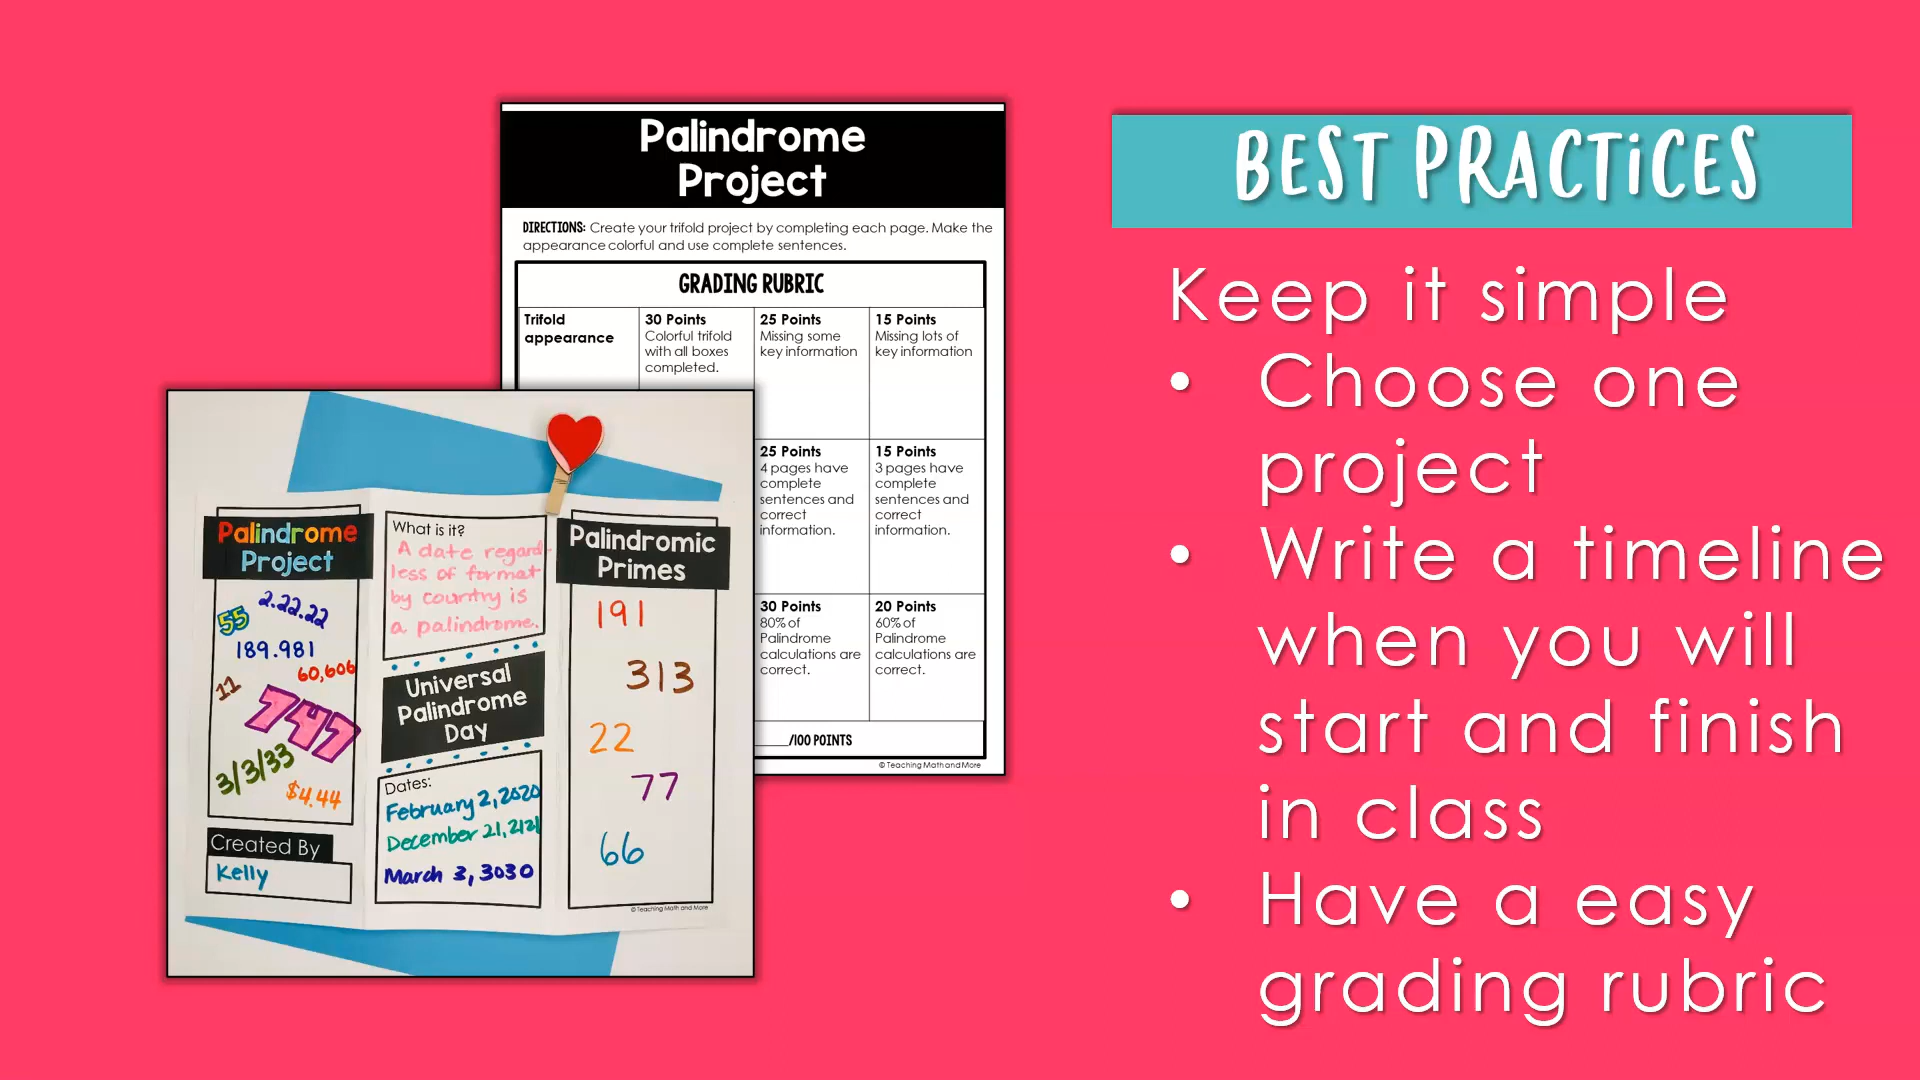 Palindrome
Project
DIRECTIONS: Create your trifold project by completing each page. Make the
appearance colorful and use complete sentences.
GRADING RUBRIC
Trifold
appearance
30 Points
Colorful trifold
with all boxes
completed.
25 Points
Missing some
key information
15 Points
Missing lots of
key information
25 Points
4 pages have
complete
sentences and
correct
information.
15 Points
3 pages have
complete
sentences and
correct
information.
30 Points
80% of
Palindrome
calculations are
correct.
20 Points
60% of
Palindrome
calculations are
correct.
____/100 POINTS
© Teaching Math and More
Palindrome
Project
55
2.22.22
189.981
60,606
11
747
3/3/33
$4.44
Created By
Kelly
What is it?
A date regard-
less of format
by country is
a palindrome.
Universal
Palindrome
Day
Dates:
February 2, 2020
December 21, 2121
March 3, 3030
Palindromic
Primes
191
313
22
77
66
© Teaching Math and More
BEST PRACTICES
Keep it simple
• Choose one
project
• Write a timeline
when you will
start and finish
in class
• Have a easy
grading rubric